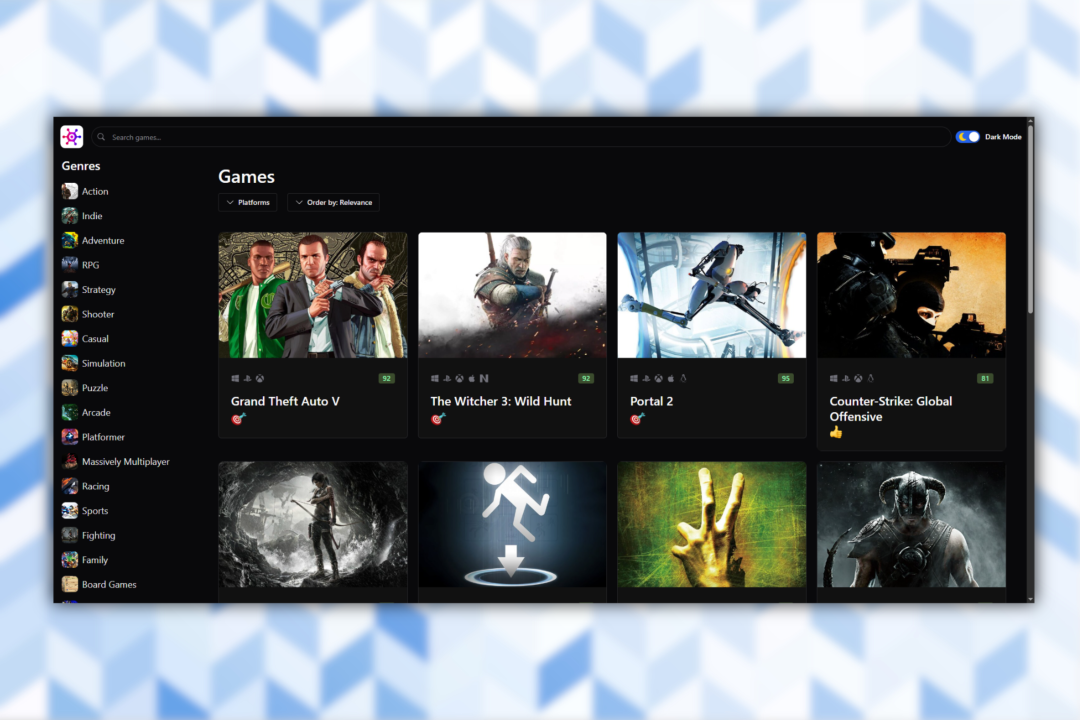 Search games...
Dark Mode
Genres
Action
Indie
Adventure
RPG
Strategy
Shooter
Casual
Simulation
Puzzle
Arcade
Platformer
Massively Multiplayer
Racing
Sports
Fighting
Family
Board Games
Games
Platforms
Order by: Relevance
92
Grand Theft Auto V
92
The Witcher 3: Wild Hunt
95
Portal 2
81
Counter-Strike: Global
Offensive